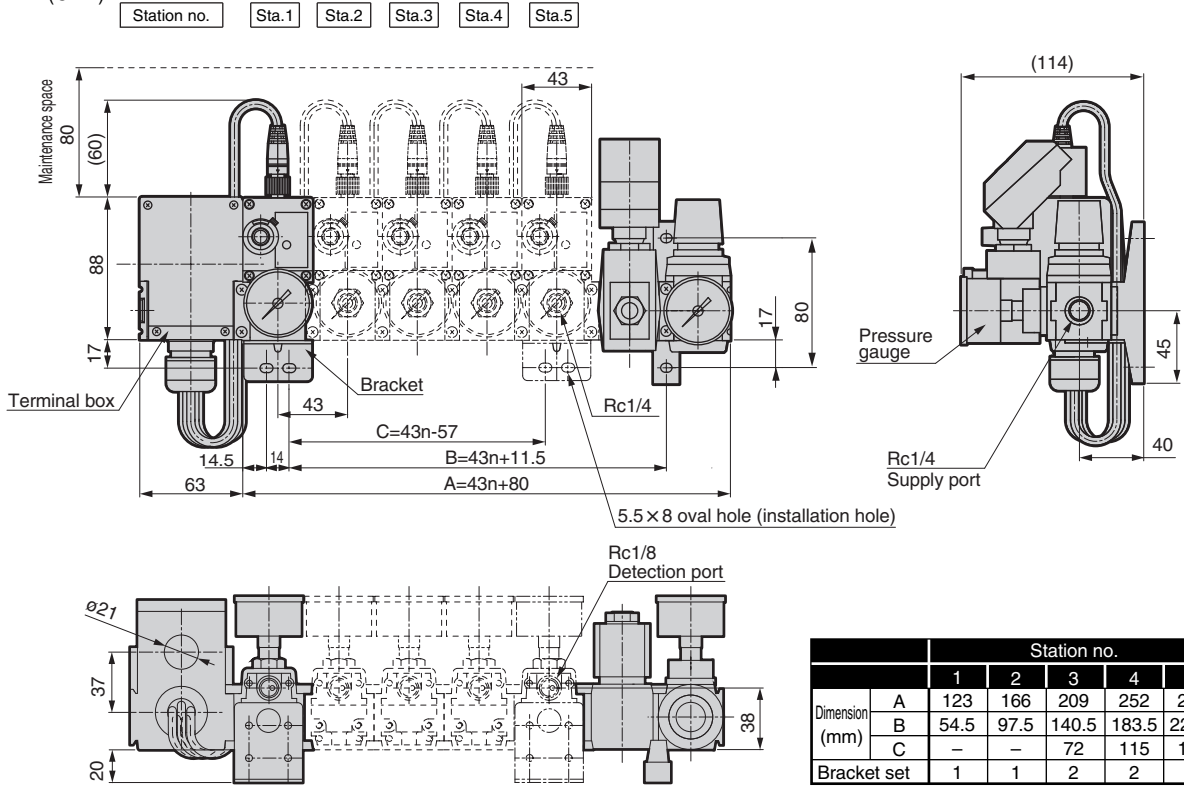 Station no. Sta.1 Sta.2 Sta.3 Sta.4 Sta.5
Maintenance space
80
(60)
43
88
17
17
80
Terminal box
Bracket
43
Rc1/4
C=43n-57
14.5
14
B=43n+11.5
63
A=43n+80
5.5×8 oval hole (installation hole)
(114)
Pressure
gauge
45
Rc1/4
Supply port
40
Rc1/8
Detection port
ø21
37
20
38
Station no.
1 2 3 4
Dimension
(mm)
A 123 166 209 252
B 54.5 97.5 140.5 183.5
C – – 72 115
Bracket set 1 1 2 2